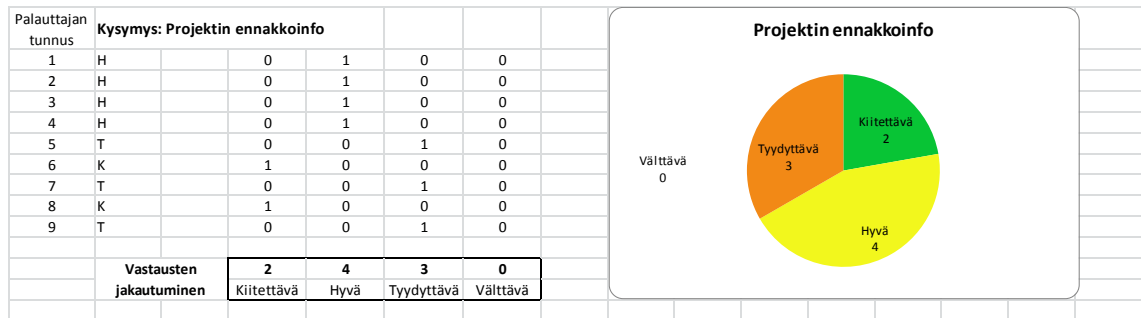 Palauttajan
tunnus
Kysymys: Projektin ennakkoinfo
1 H 0 1 0 0
2 H 0 1 0 0
3 H 0 1 0 0
4 H 0 1 0 0
5 T 0 0 1 0
6 K 1 0 0 0
7 T 0 0 1 0
8 K 1 0 0 0
9 T 0 0 1 0
Vastausten 2 4 3 0
jakautuminen Kiitettävä Hyvä Tyydyttävä Välttävä
Projektin ennakkoinfo
Kiitettävä
2
Tyydyttävä
3
Välttävä
0
Hyvä
4